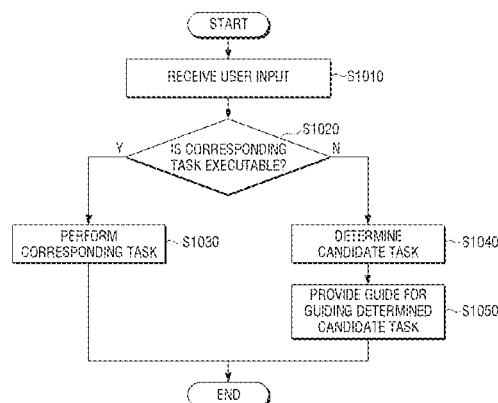 START
RECEIVE USER INPUT
S1010
S1020
IS CORRESPONDING
TASK EXECUTABLE?
Y
N
PERFORM
CORRESPONDING TASK
S1030
DETERMINE
CANDIDATE TASK
S1040
PROVIDE GUIDE FOR
GUIDING DETERMINED
CANDIDATE TASK
S1050
END